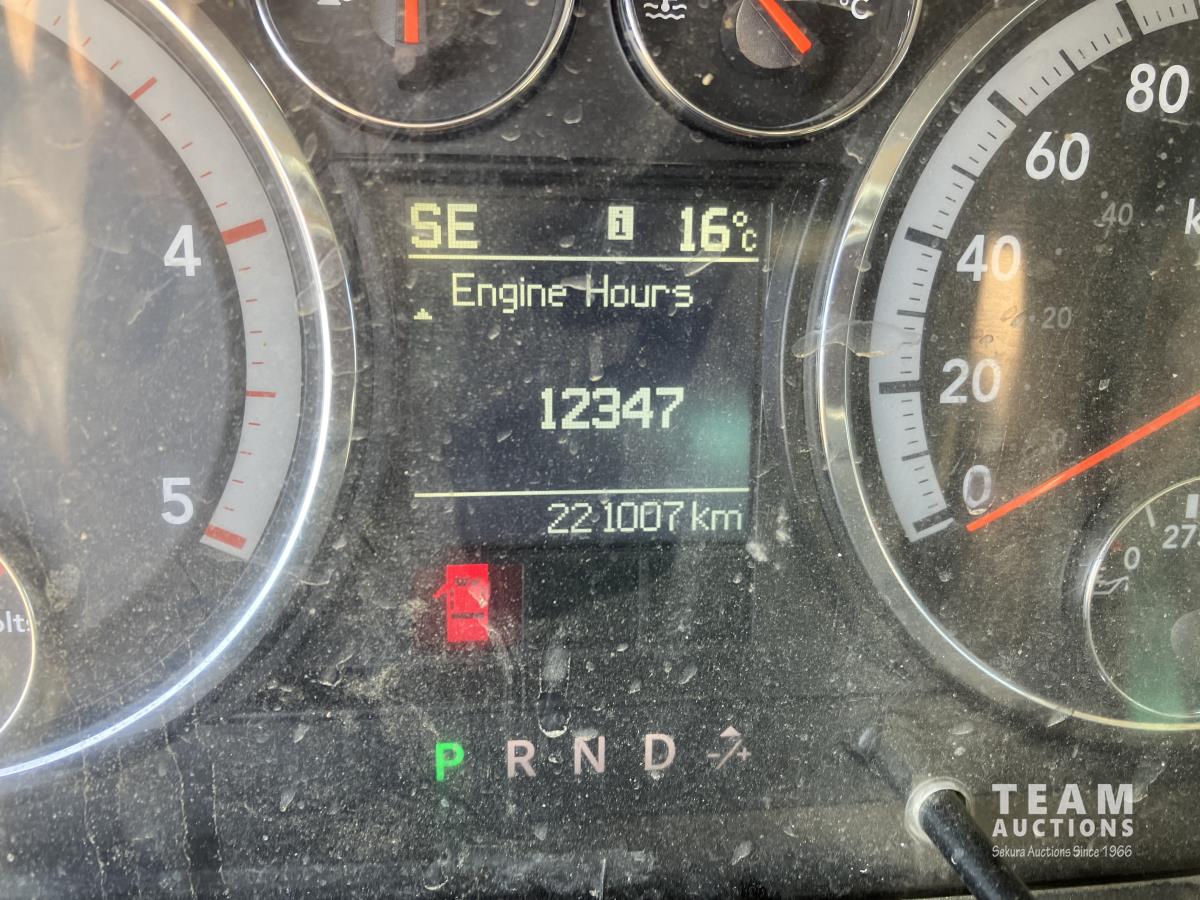 °C
SE i 16°C
Engine Hours
12347
221007 km
4
5
80
60
40
40
20
20
0
0
P R N D -/+
TEAM
AUCTIONS
Sekura Auctions Since 1966